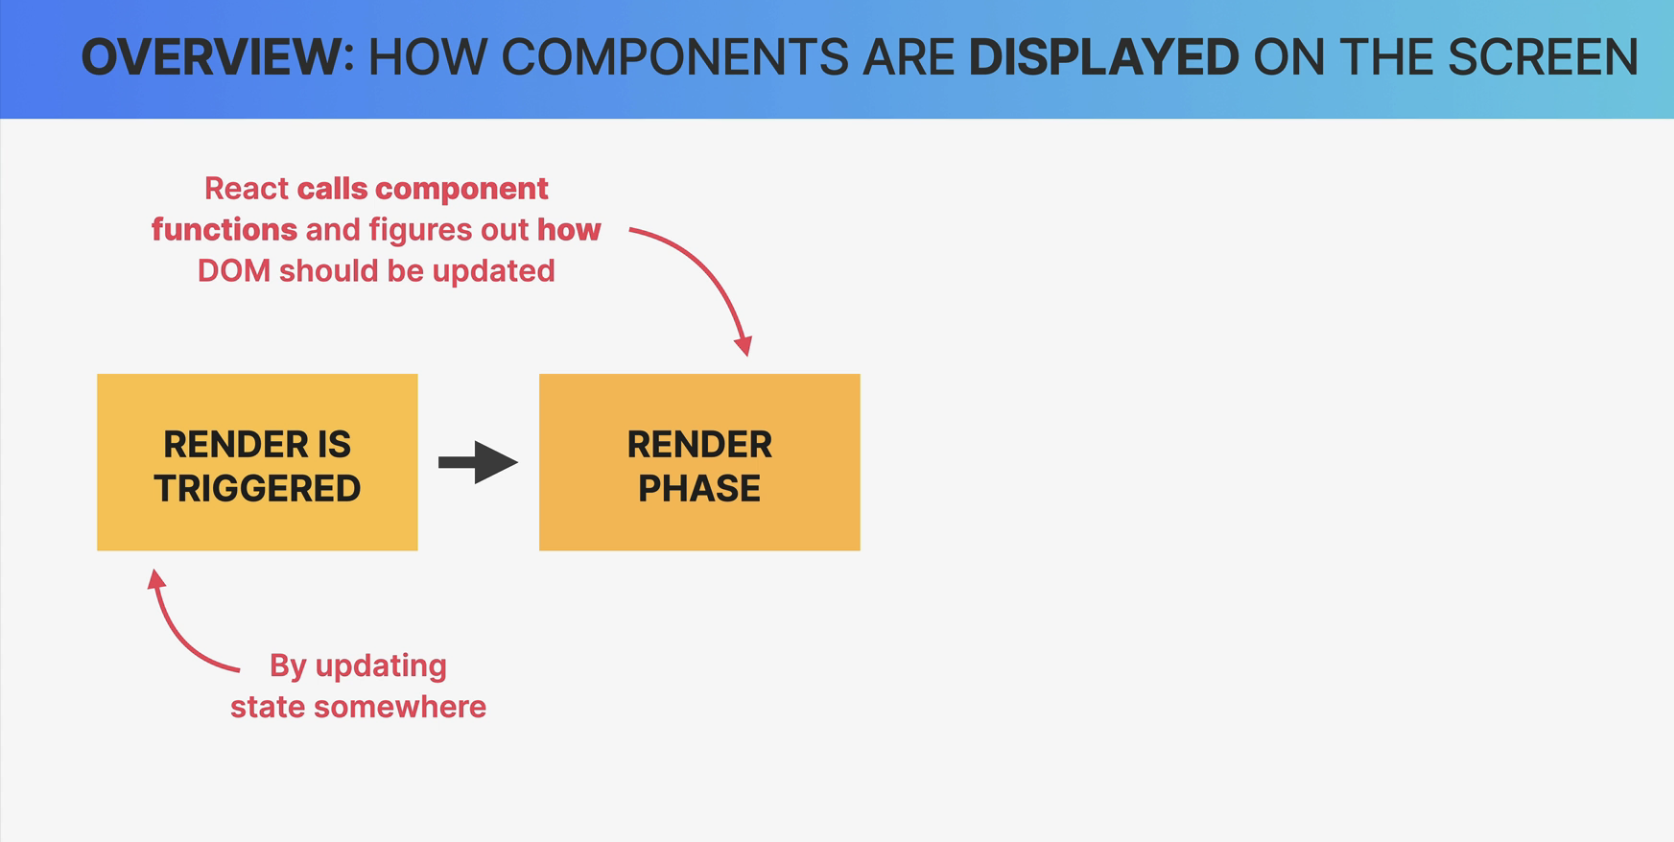 OVERVIEW: HOW COMPONENTS ARE DISPLAYED ON THE SCREEN
React calls component
functions and figures out how
DOM should be updated
RENDER IS
TRIGGERED
RENDER
PHASE
By updating
state somewhere